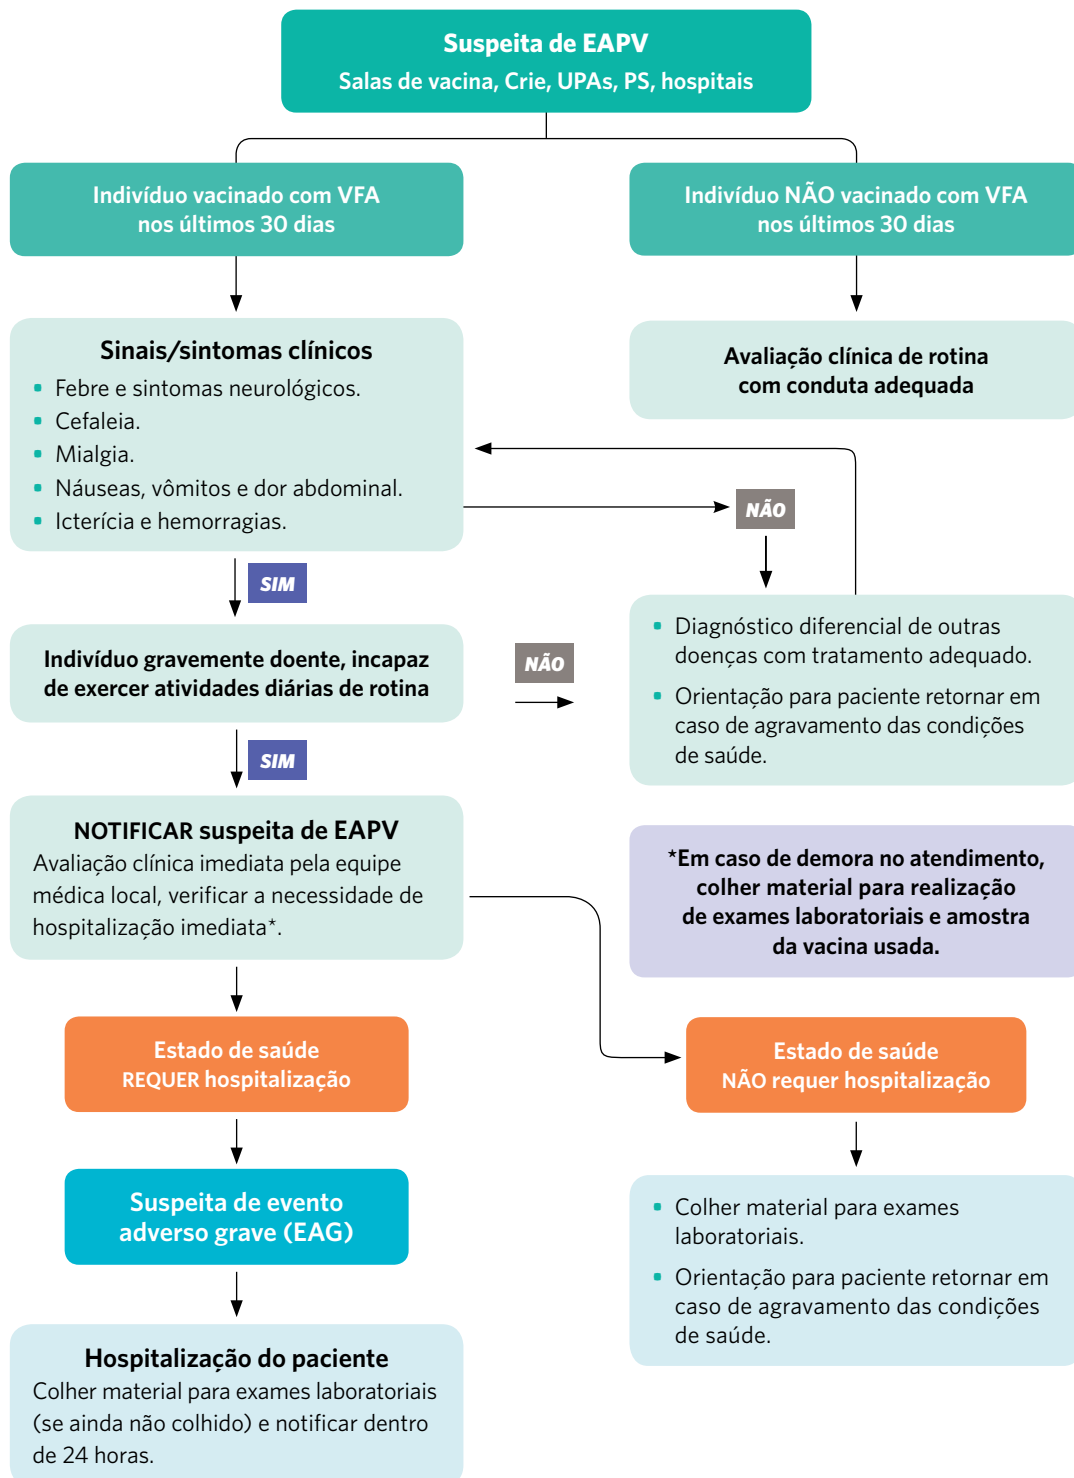 Suspeita de EAPV
Salas de vacina, Crie, UPAs, PS, hospitais
Indivíduo vacinado com VFA
nos últimos 30 dias
Indivíduo NÃO vacinado com VFA
nos últimos 30 dias
Sinais/sintomas clínicos
• Febre e sintomas neurológicos.
• Cefaleia.
• Mialgia.
• Náuseas, vômitos e dor abdominal.
• Icterícia e hemorragias.
Avaliação clínica de rotina
com conduta adequada
NÃO
SIM
Indivíduo gravemente doente, incapaz
de exercer atividades diárias de rotina
NÃO
• Diagnóstico diferencial de outras
doenças com tratamento adequado.
• Orientação para paciente retornar em
caso de agravamento das condições
de saúde.
SIM
NOTIFICAR suspeita de EAPV
Avaliação clínica imediata pela equipe
médica local, verificar a necessidade de
hospitalização imediata*.
*Em caso de demora no atendimento,
colher material para realização
de exames laboratoriais e amostra
da vacina usada.
Estado de saúde
REQUER hospitalização
Estado de saúde
NÃO requer hospitalização
Suspeita de evento
adverso grave (EAG)
• Colher material para exames
laboratoriais.
• Orientação para paciente retornar em
caso de agravamento das condições
de saúde.
Hospitalização do paciente
Colher material para exames laboratoriais
(se ainda não colhido) e notificar dentro
de 24 horas.